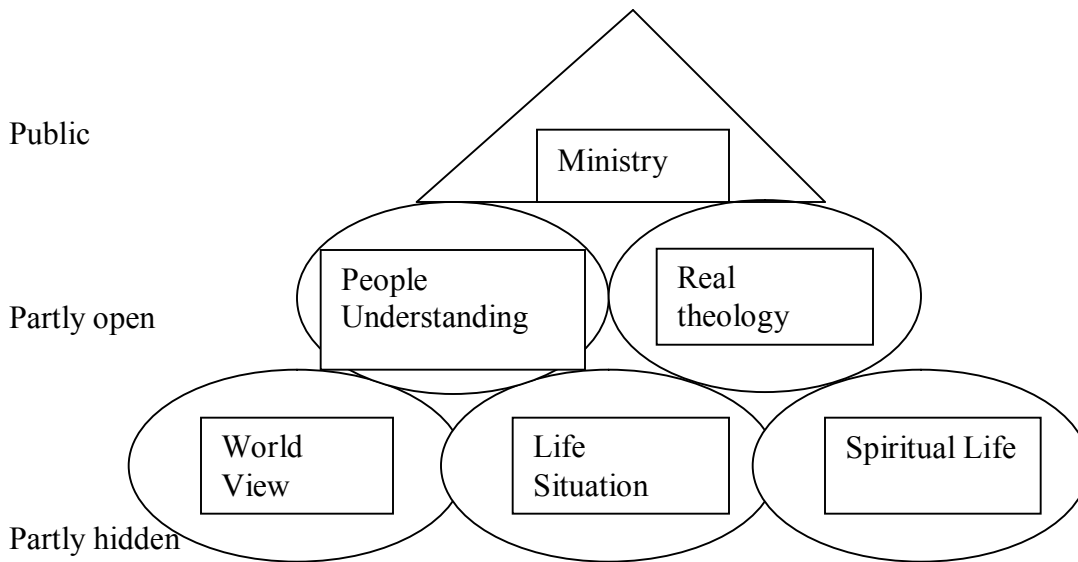 Public
Ministry
People
Understanding
Real
theology
Partly open
World
View
Life
Situation
Spiritual Life
Partly hidden